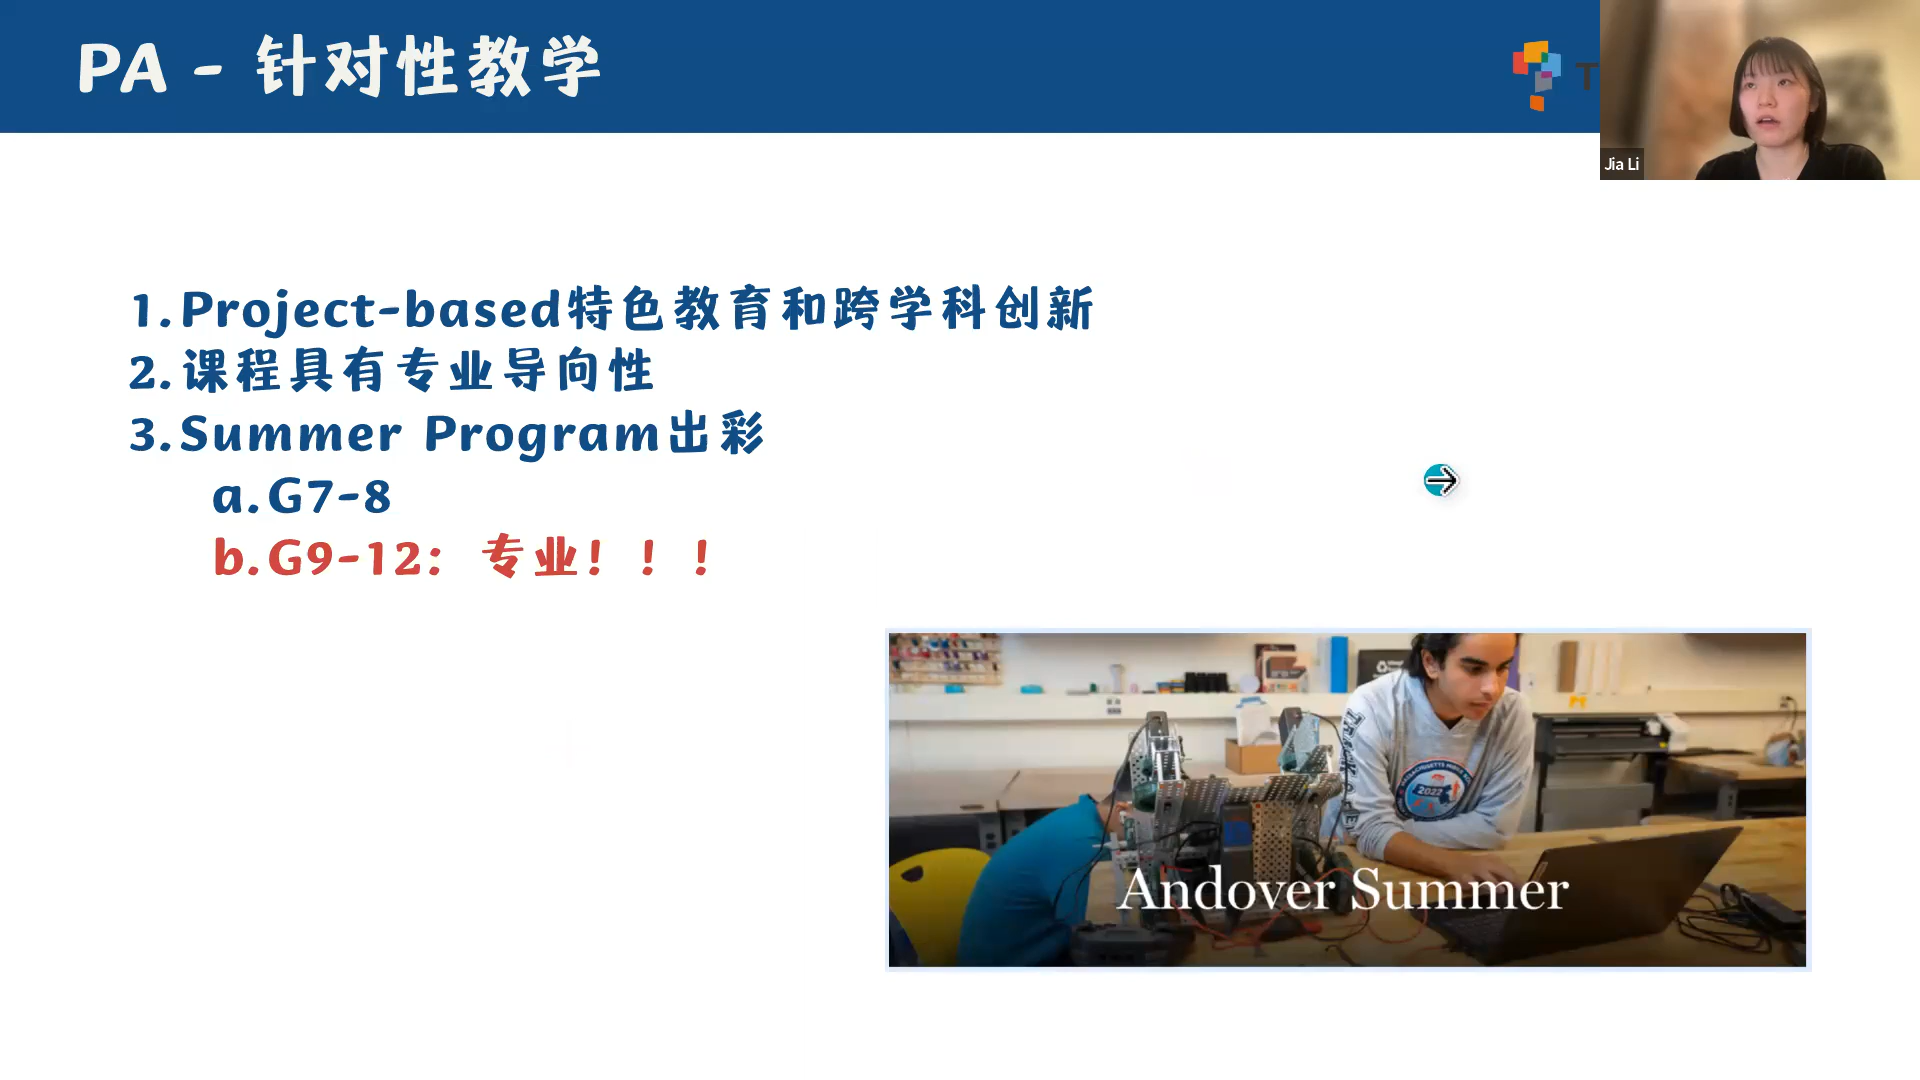 PA - 针对性教学
T
Jia Li
1.Project-based特色教育和跨学科创新
2.课程具有专业导向性
3.Summer Program出彩
a.G7-8
b.G9-12：专业！！！
2022
Andover Summer